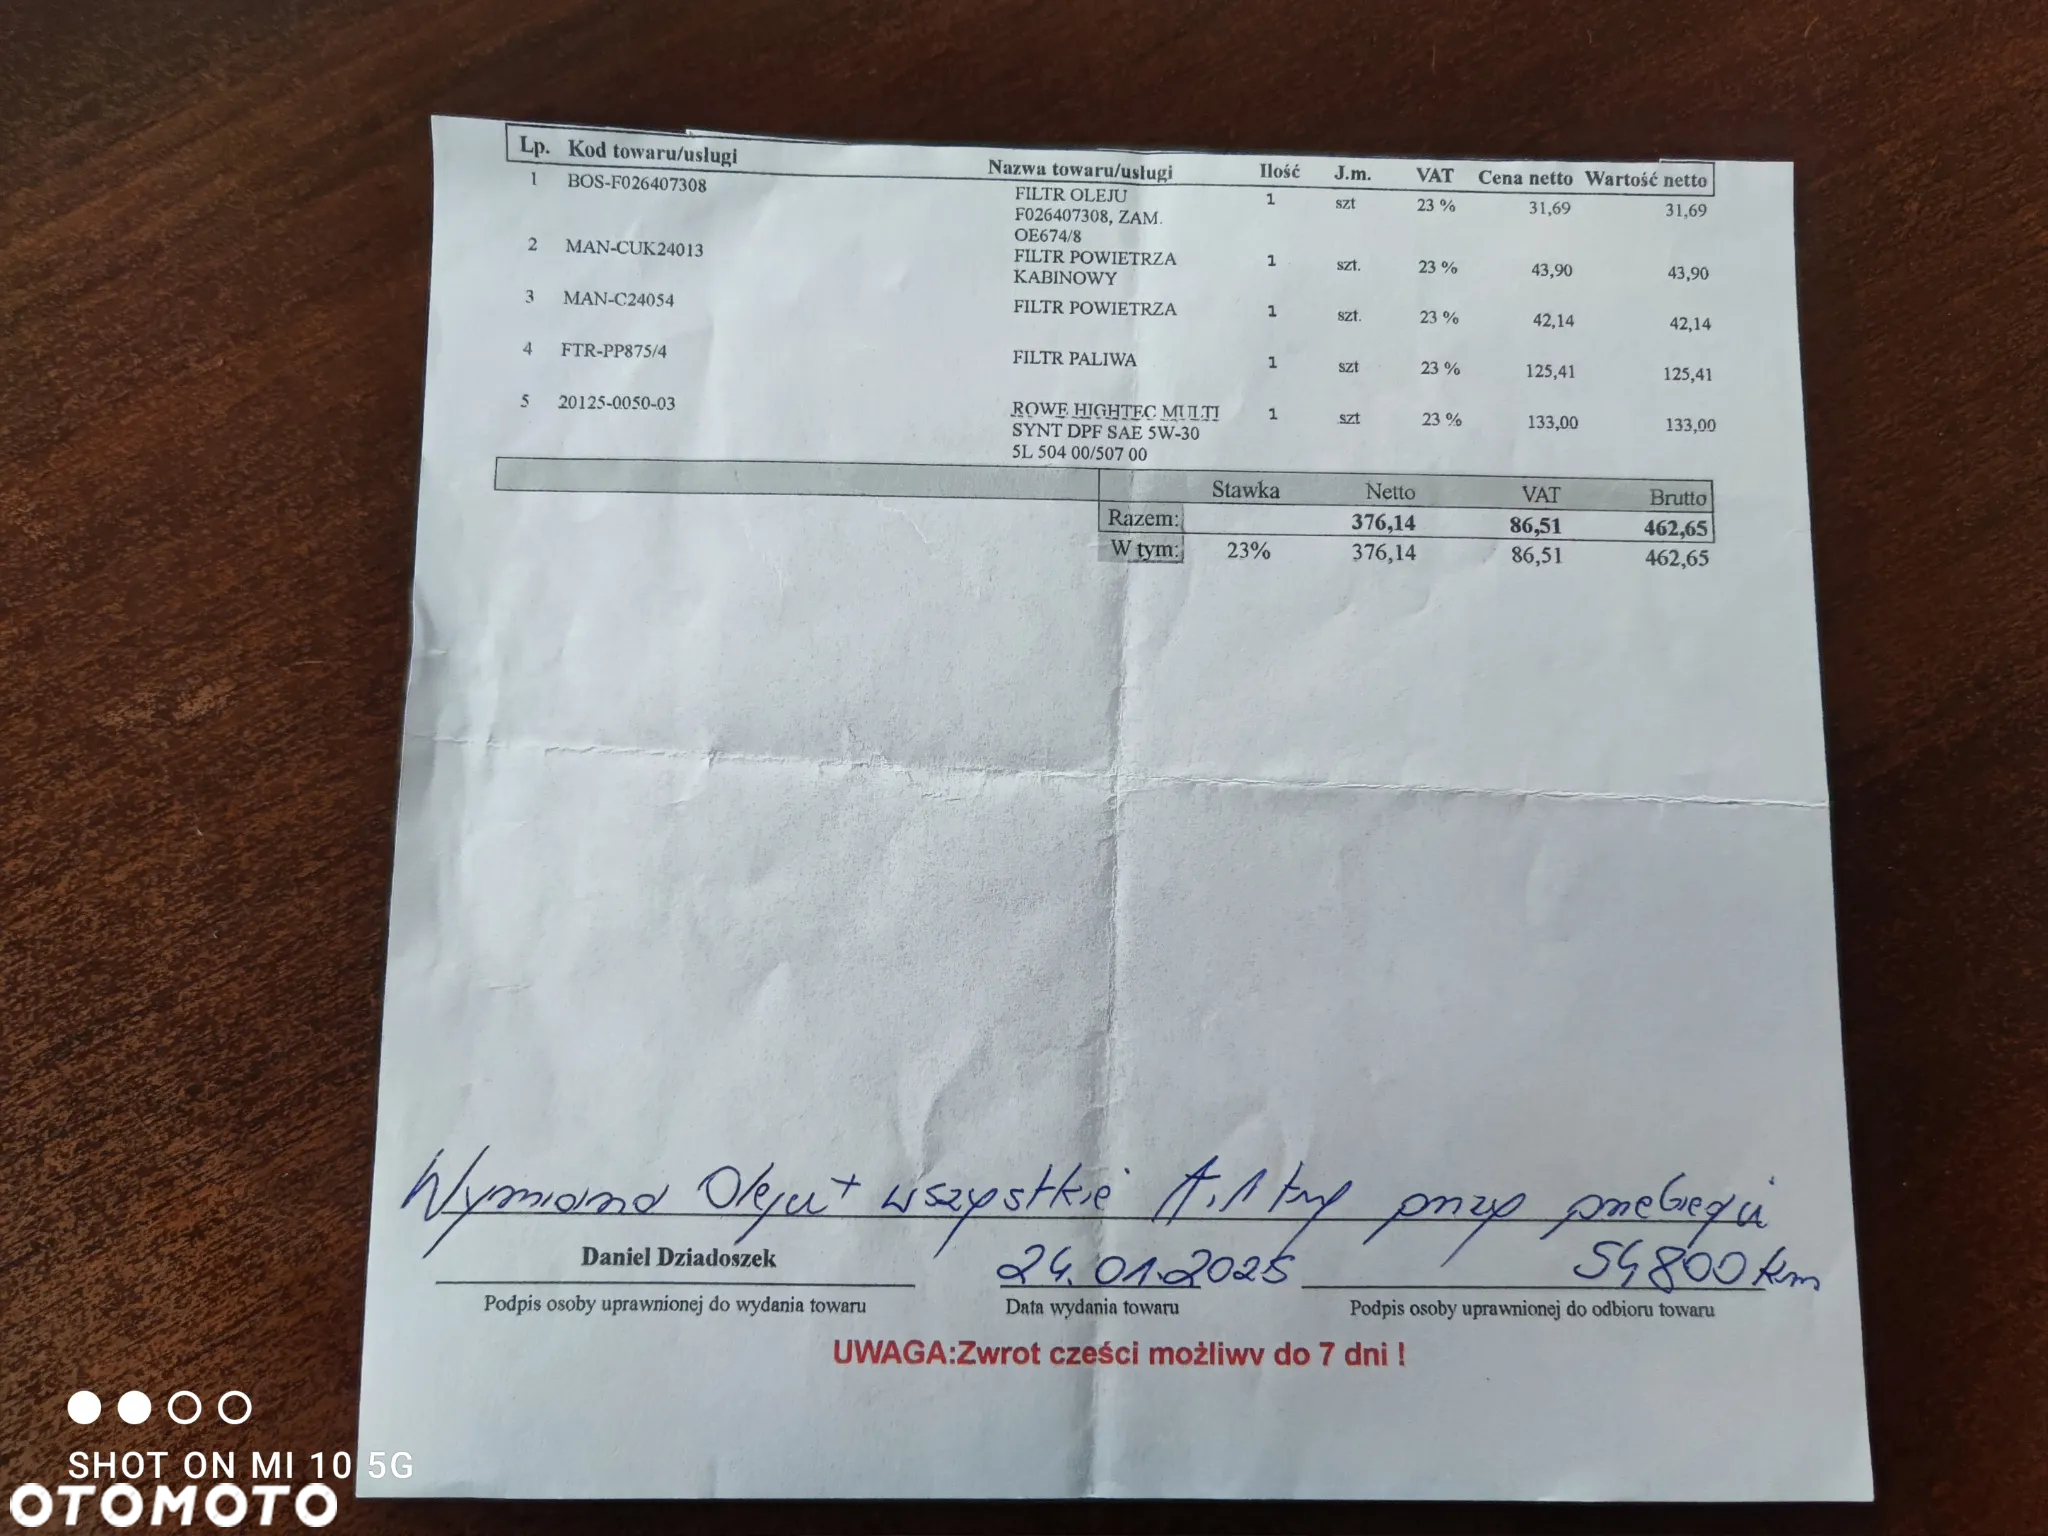 Lp. Kod towaru/usługi Nazwa towaru/usługi Ilość J.m. VAT Cena netto Wartość netto
1 BOS-F026407308 FILTR OLEJU 1 szt 23 % 31,69 31,69
F026407308, ZAM.
OE674/8
2 MAN-CUK24013 FILTR POWIETRZA 1 szt. 23 % 43,90 43,90
KABINOWY
3 MAN-C24054 FILTR POWIETRZA 1 szt. 23 % 42,14 42,14
4 FTR-PP875/4 FILTR PALIWA 1 szt 23 % 125,41 125,41
5 20125-0050-03 ROWE HIGHTEC MULTI 1 szt 23 % 133,00 133,00
SYNT DPF SAE 5W-30
5L 504 00/507 00
Stawka Netto VAT Brutto
Razem: 376,14 86,51 462,65
W tym: 23% 376,14 86,51 462,65
Wymiana Oleju + wszystkie filtry przy przebiegu
Daniel Dziadoszek 24.01.2025 54800 km
Podpis osoby uprawnionej do wydania towaru Data wydania towaru Podpis osoby uprawnionej do odbioru towaru
UWAGA:Zwrot części możliwy do 7 dni !
SHOT ON MI 10 5G
OTOMOTO